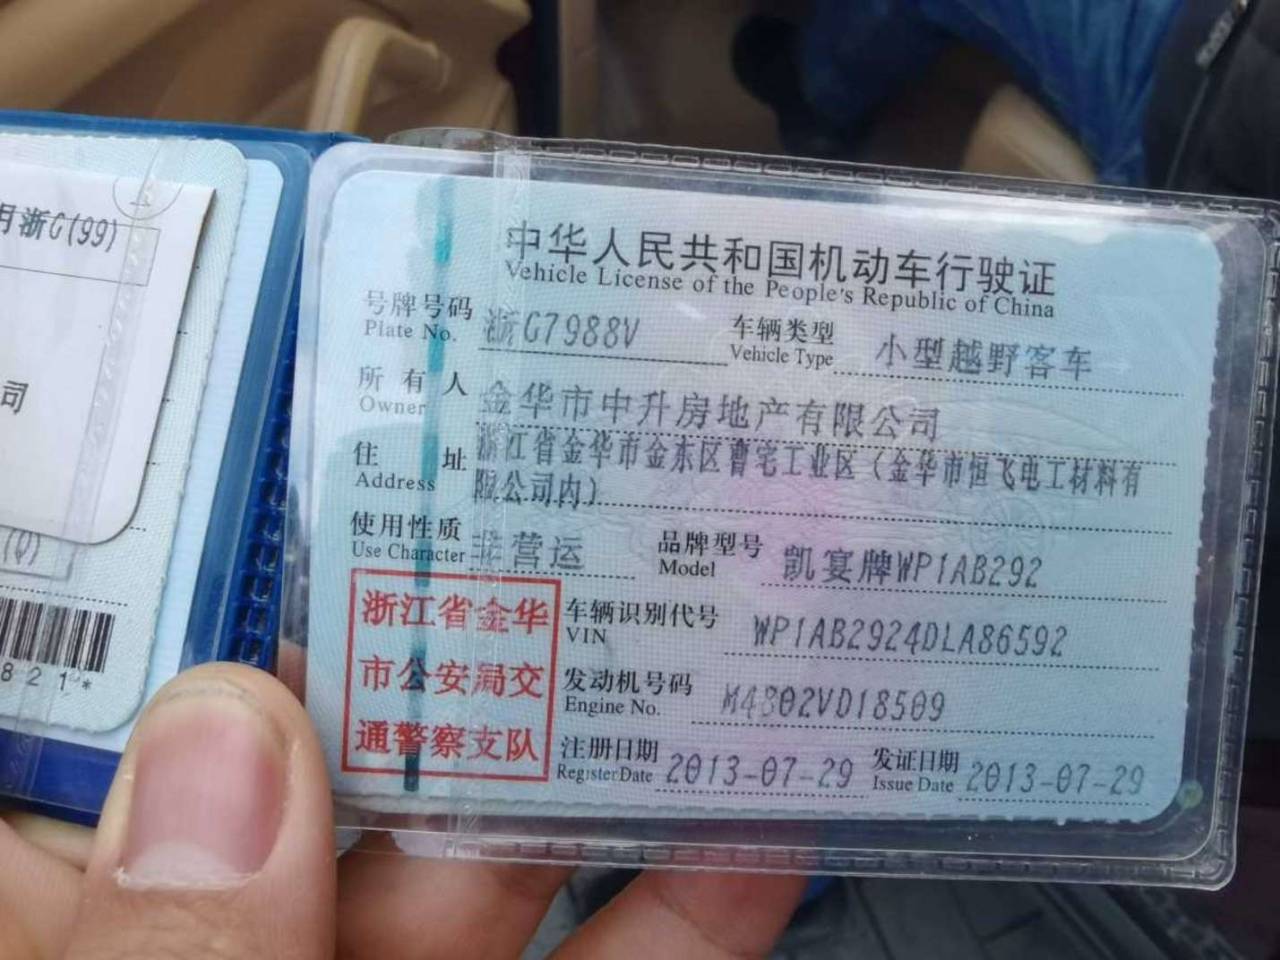 月浙G(99)
司
(Q)
821*
中华人民共和国机动车行驶证
Vehicle License of the People's Republic of China
号牌号码 浙G7988V 车辆类型 小型越野客车
Plate No. Vehicle Type
所有人 金华市中升房地产有限公司
Owner
住址 浙江省金华市金东区曹宅工业区(金华市恒飞电工材料有
Address 限公司内)
使用性质 非营运 品牌型号 凯宴牌WP1AB292
Use Character Model
浙江省金华
市公安局交
通警察支队
车辆识别代号 WP1AB2924DLA86592
VIN
发动机号码 M4802VD18509
Engine No.
注册日期 2013-07-29 发证日期 2013-07-29
Register Date Issue Date